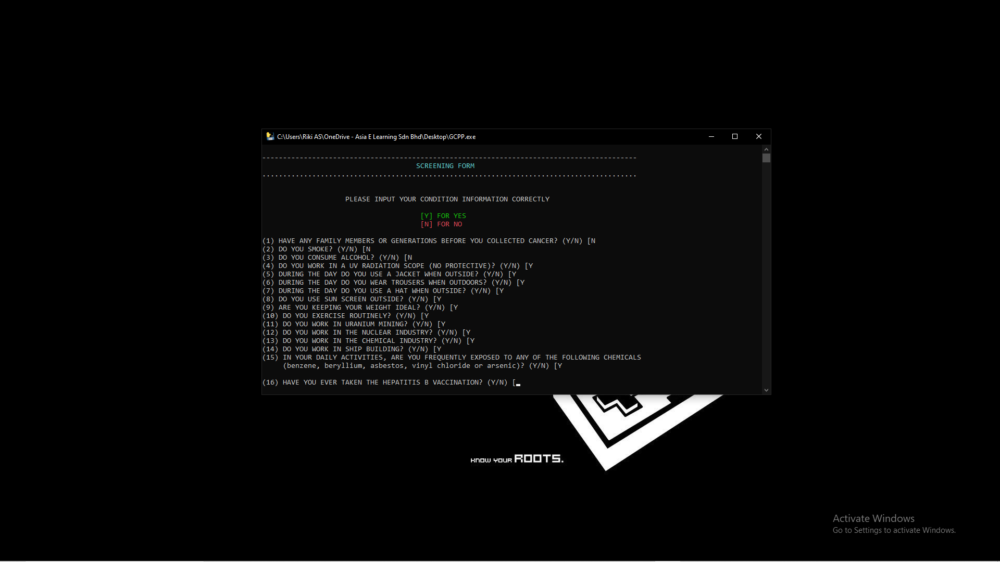 C:\Users\Riki AS\OneDrive - Asia E Learning Sdn Bhd\Desktop\GCPP.exe
------------------------------------------------------------------------------------------
SCREENING FORM
..........................................................................................
PLEASE INPUT YOUR CONDITION INFORMATION CORRECTLY
[Y] FOR YES
[N] FOR NO
(1) HAVE ANY FAMILY MEMBERS OR GENERATIONS BEFORE YOU COLLECTED CANCER? (Y/N) [N
(2) DO YOU SMOKE? (Y/N) [N
(3) DO YOU CONSUME ALCOHOL? (Y/N) [N
(4) DO YOU WORK IN A UV RADIATION SCOPE (NO PROTECTIVE)? (Y/N) [Y
(5) DURING THE DAY DO YOU USE A JACKET WHEN OUTSIDE? (Y/N) [Y
(6) DURING THE DAY DO YOU WEAR TROUSERS WHEN OUTDOORS? (Y/N) [Y
(7) DURING THE DAY DO YOU USE A HAT WHEN OUTSIDE? (Y/N) [Y
(8) DO YOU USE SUN SCREEN OUTSIDE? (Y/N) [Y
(9) ARE YOU KEEPING YOUR WEIGHT IDEAL? (Y/N) [Y
(10) DO YOU EXERCISE ROUTINELY? (Y/N) [Y
(11) DO YOU WORK IN URANIUM MINING? (Y/N) [Y
(12) DO YOU WORK IN THE NUCLEAR INDUSTRY? (Y/N) [Y
(13) DO YOU WORK IN THE CHEMICAL INDUSTRY? (Y/N) [Y
(14) DO YOU WORK IN SHIP BUILDING? (Y/N) [Y
(15) IN YOUR DAILY ACTIVITIES, ARE YOU FREQUENTLY EXPOSED TO ANY OF THE FOLLOWING CHEMICALS
(benzene, beryllium, asbestos, vinyl chloride or arsenic)? (Y/N) [Y
(16) HAVE YOU EVER TAKEN THE HEPATITIS B VACCINATION? (Y/N) [
KNOW YOUR ROOTS.
Activate Windows
Go to Settings to activate Windows.